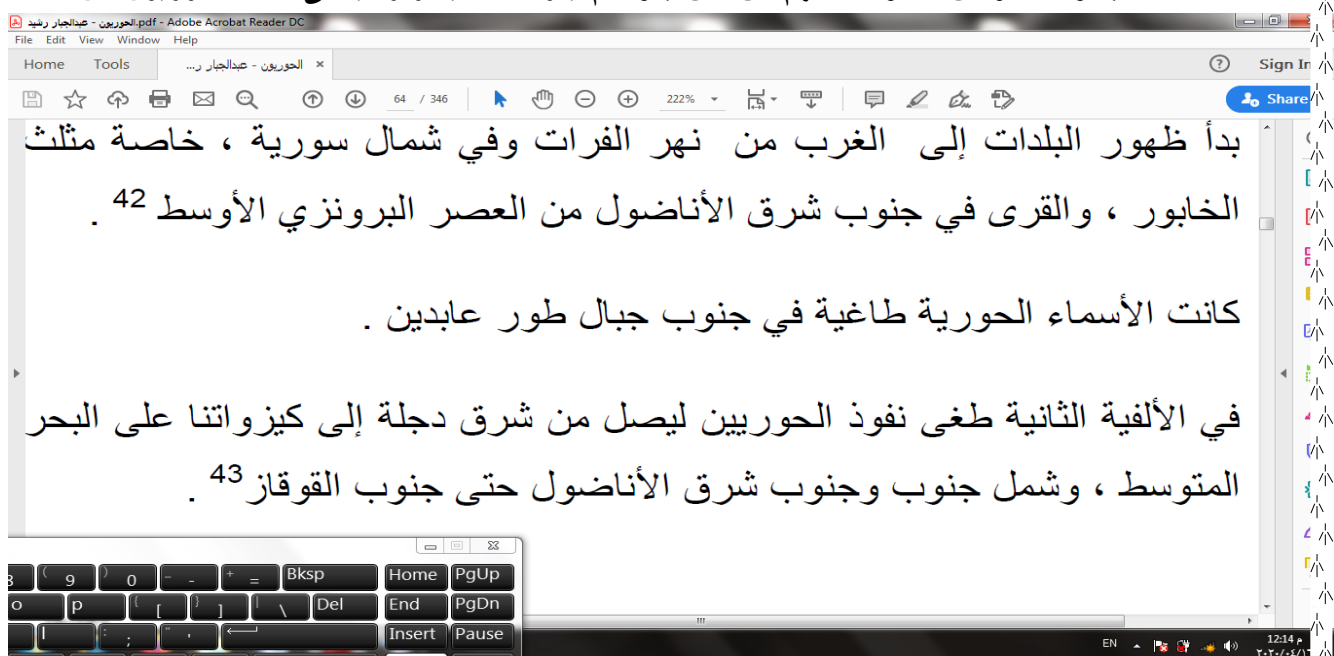 الحوريون - عبدالجبار رشيد.pdf - Adobe Acrobat Reader DC
File Edit View Window Help
Home Tools الحوريون - عبدالجبار ر... × Sign In
64 / 346 222% Share
بدأ ظهور البلدات إلى الغرب من نهر الفرات وفي شمال سورية ، خاصة مثلث
الخابور ، والقرى في جنوب شرق الأناضول من العصر البرونزي الأوسط 42 .
كانت الأسماء الحورية طاغية في جنوب جبال طور عابدين .
في الألفية الثانية طغى نفوذ الحوريين ليصل من شرق دجلة إلى كيزواتنا على البحر
المتوسط ، وشمل جنوب وجنوب شرق الأناضول حتى جنوب القوقاز43 .
( 9 ) 0 - - + = Bksp Home PgUp
o p { [ } ] | \ Del End PgDn
l : ; " ' Insert Pause
EN 12:14 م